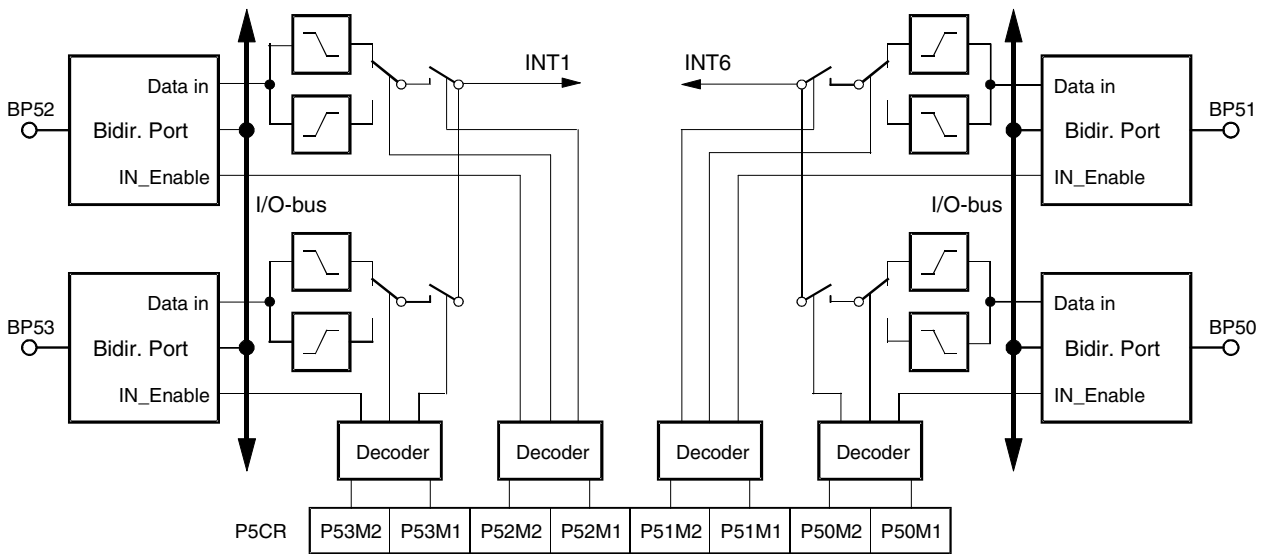 INT1
INT6
Data in
Data in
BP52
BP51
Bidir. Port
Bidir. Port
IN_Enable
IN_Enable
I/O-bus
I/O-bus
Data in
Data in
BP53
BP50
Bidir. Port
Bidir. Port
IN_Enable
IN_Enable
Decoder
Decoder
Decoder
Decoder
P5CR P53M2 P53M1 P52M2 P52M1 P51M2 P51M1 P50M2 P50M1